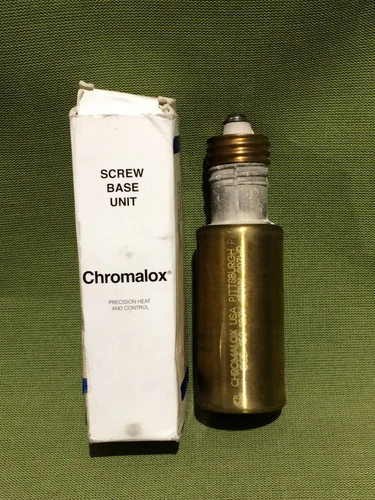 SCREW
BASE
UNIT
Chromalox®
PRECISION HEAT
AND CONTROL
CHROMALOX USA PITTSBURGH P